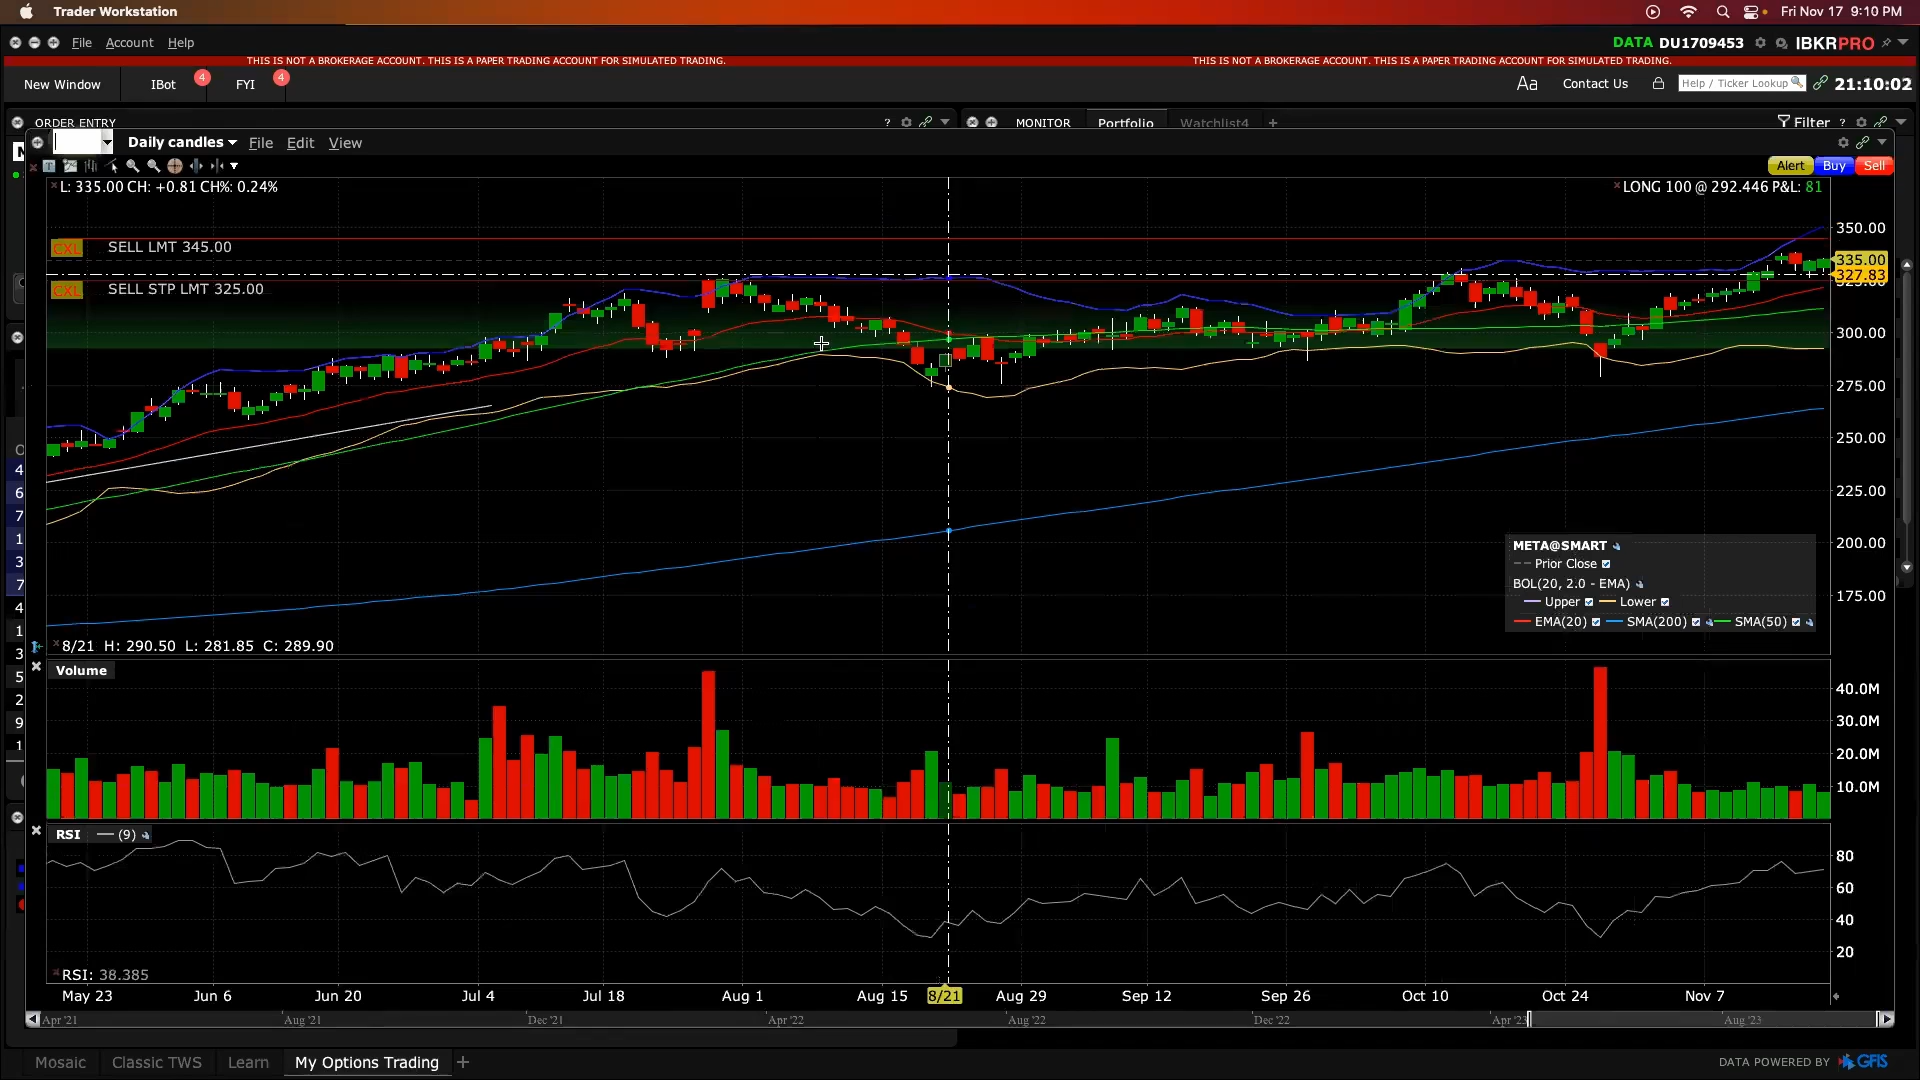 Trader Workstation
Fri Nov 17 9:10 PM
File Account Help
DATA DU1709453 IBKRPRO
THIS IS NOT A BROKERAGE ACCOUNT. THIS IS A PAPER TRADING ACCOUNT FOR SIMULATED TRADING.
THIS IS NOT A BROKERAGE ACCOUNT. THIS IS A PAPER TRADING ACCOUNT FOR SIMULATED TRADING.
New Window IBot 4 FYI 4
Aa Contact Us Help / Ticker Lookup 21:10:02
ORDER ENTRY ?
MONITOR Portfolio Watchlist4 + Filter ?
Daily candles File Edit View
Alert Buy Sell
L: 335.00 CH: +0.81 CH%: 0.24%
LONG 100 @ 292.446 P&L: 81
CXL SELL LMT 345.00
CXL SELL STP LMT 325.00
350.00
335.00
327.83
300.00
275.00
250.00
225.00
200.00
175.00
META@SMART
Prior Close
BOL(20, 2.0 - EMA)
Upper Lower
EMA(20) SMA(200) SMA(50)
8/21 H: 290.50 L: 281.85 C: 289.90
Volume
40.0M
30.0M
20.0M
10.0M
RSI (9)
80
60
40
20
RSI: 38.385
May 23 Jun 6 Jun 20 Jul 4 Jul 18 Aug 1 Aug 15 8/21 Aug 29 Sep 12 Sep 26 Oct 10 Oct 24 Nov 7
Apr '21 Aug '21 Dec '21 Apr '22 Aug '22 Dec '22 Apr '23 Aug '23
Mosaic Classic TWS Learn My Options Trading +
DATA POWERED BY GFIS